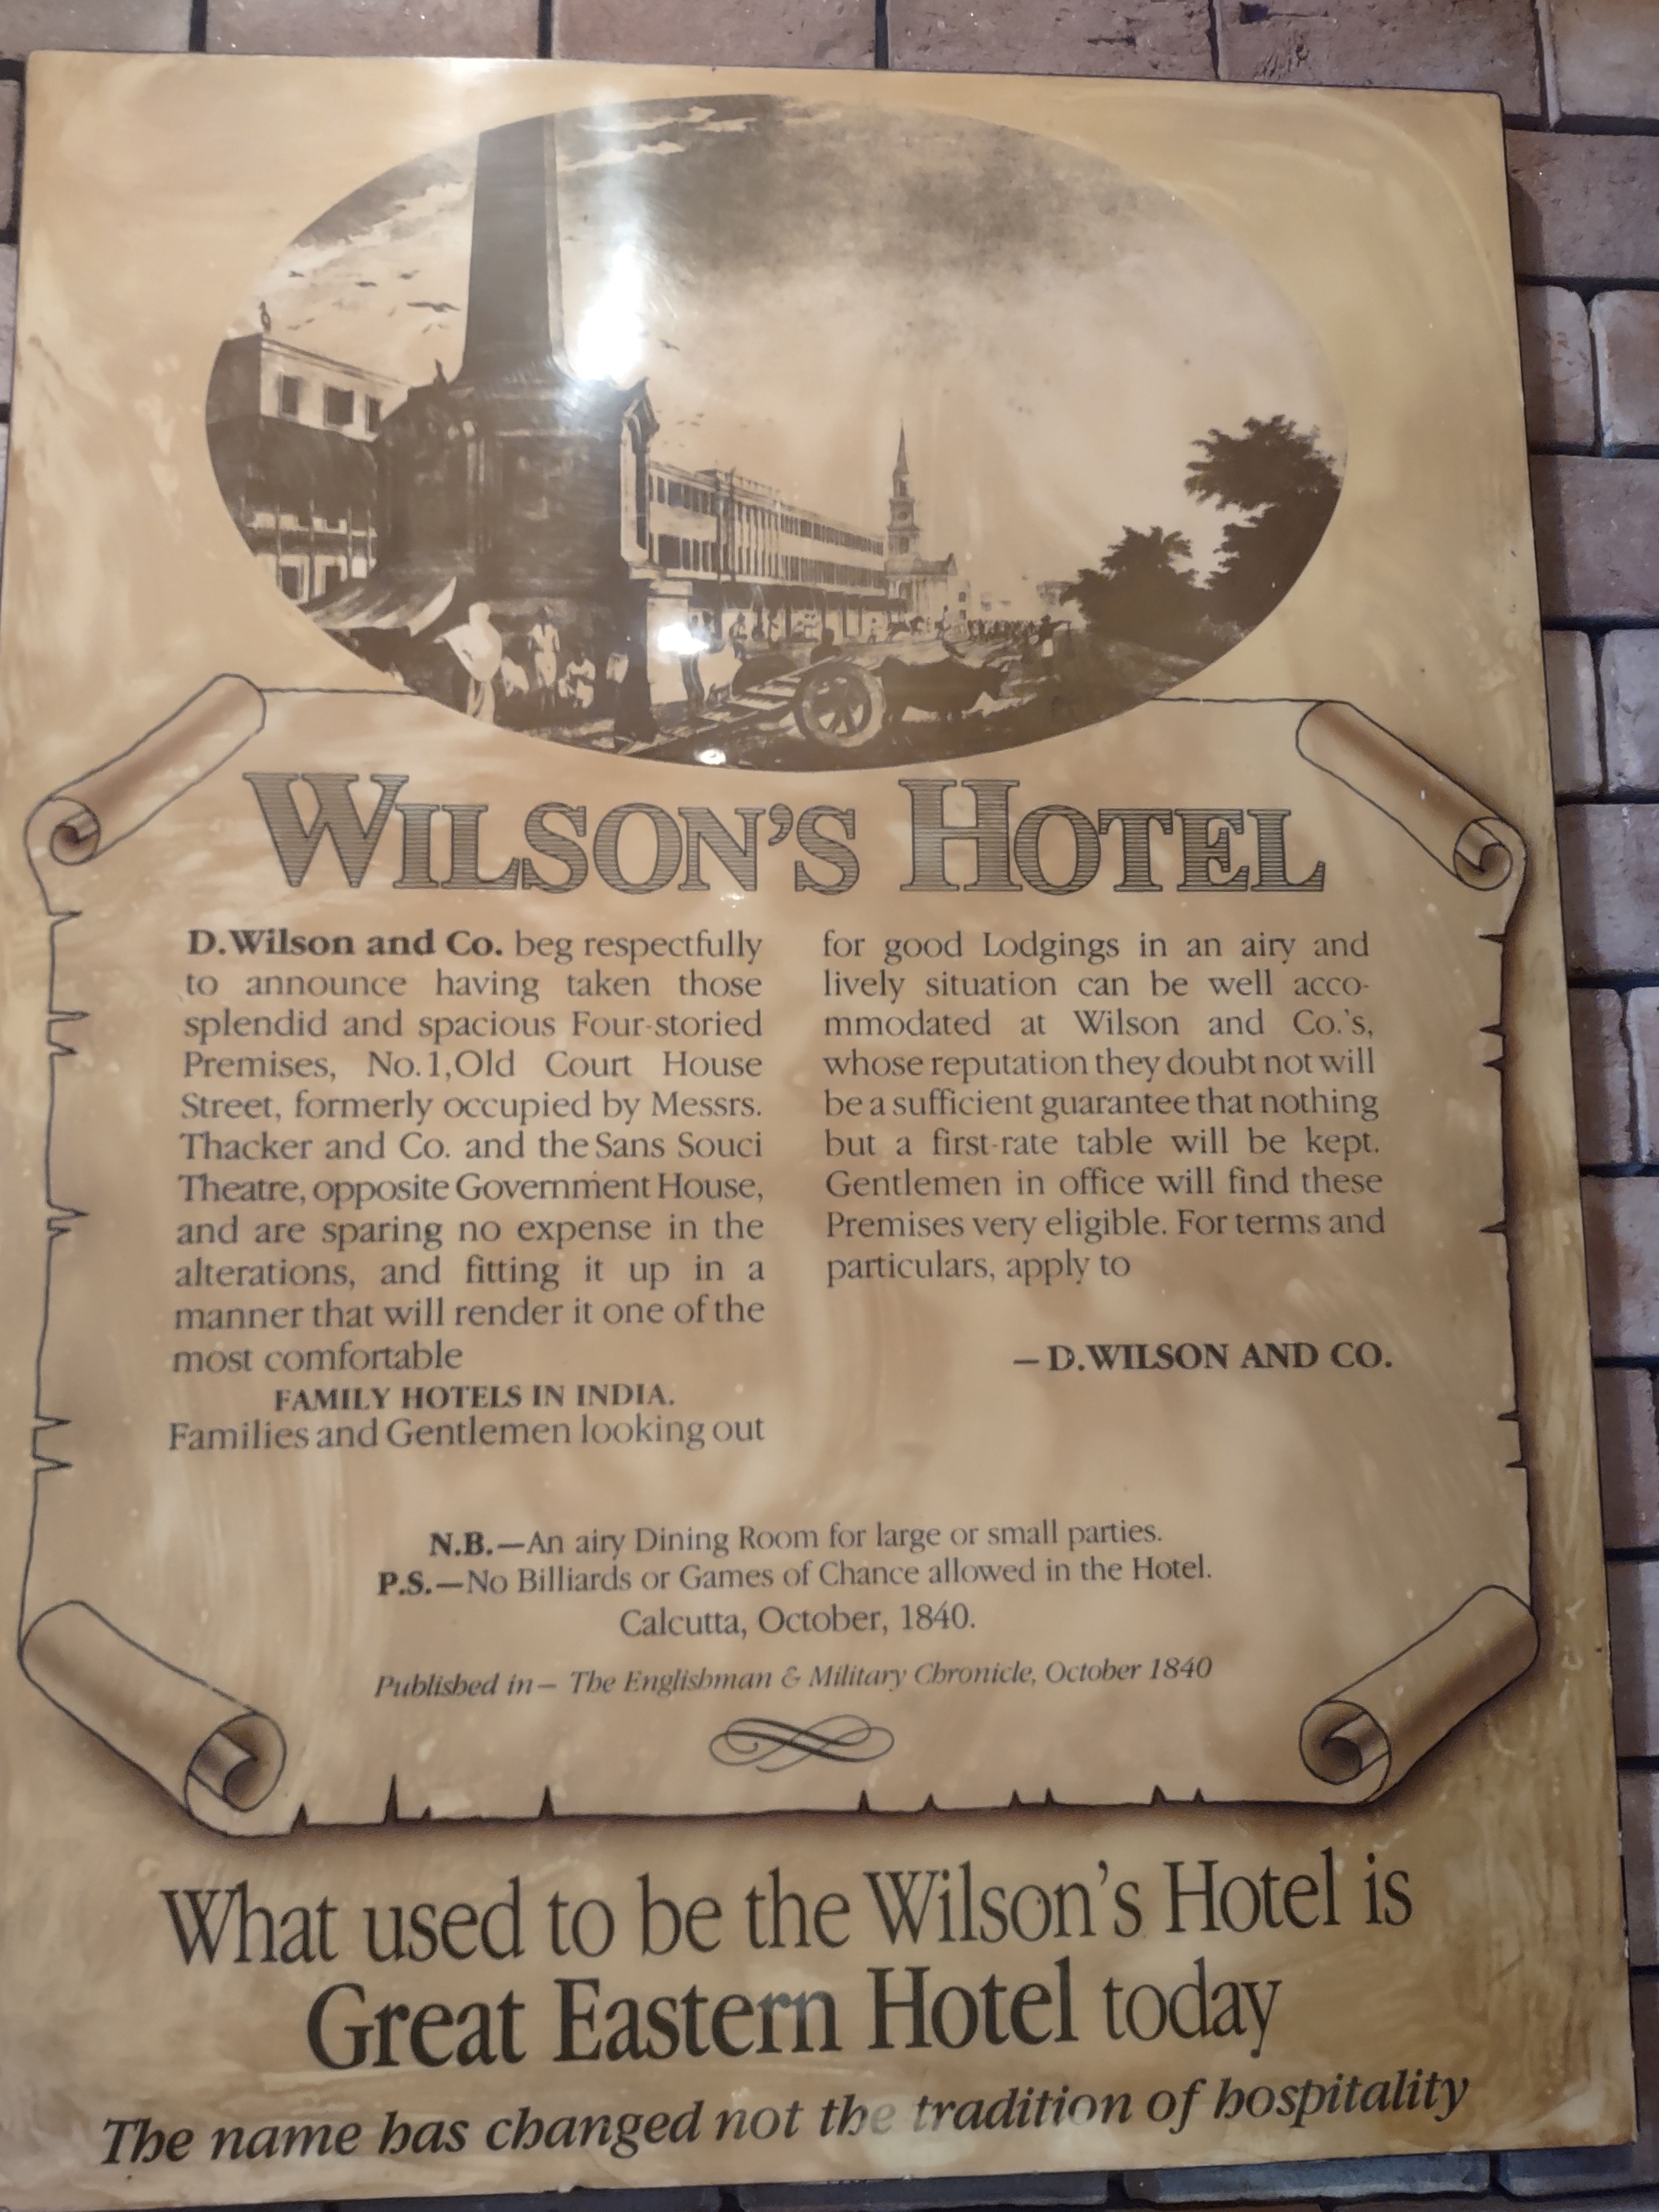 WILSON'S HOTEL
D.Wilson and Co. beg respectfully
to announce having taken those
splendid and spacious Four-storied
Premises, No.1,Old Court House
Street, formerly occupied by Messrs.
Thacker and Co. and the Sans Souci
Theatre, opposite Government House,
and are sparing no expense in the
alterations, and fitting it up in a
manner that will render it one of the
most comfortable
FAMILY HOTELS IN INDIA.
Families and Gentlemen looking out
for good Lodgings in an airy and
lively situation can be well acco-
mmodated at Wilson and Co.'s,
whose reputation they doubt not will
be a sufficient guarantee that nothing
but a first-rate table will be kept.
Gentlemen in office will find these
Premises very eligible. For terms and
particulars, apply to
—D.WILSON AND CO.
N.B.—An airy Dining Room for large or small parties.
P.S.—No Billiards or Games of Chance allowed in the Hotel.
Calcutta, October, 1840.
Published in— The Englishman & Military Chronicle, October 1840
What used to be the Wilson's Hotel is
Great Eastern Hotel today
The name has changed not the tradition of hospitality